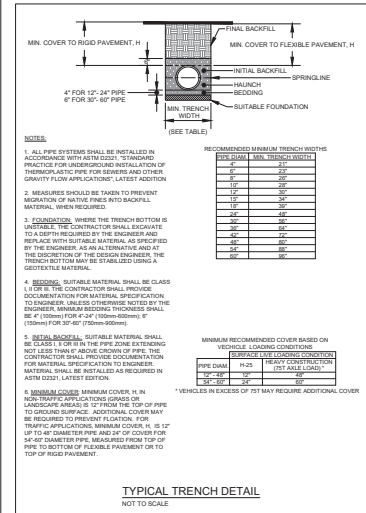 FINAL BACKFILL
MIN. COVER TO RIGID PAVEMENT, H
MIN. COVER TO FLEXIBLE PAVEMENT, H
6"
INITIAL BACKFILL
SPRINGLINE
HAUNCH
BEDDING
4" FOR 12"- 24" PIPE
6" FOR 30"- 60" PIPE
MIN. TRENCH
WIDTH
SUITABLE FOUNDATION
(SEE TABLE)
NOTES:
1. ALL PIPE SYSTEMS SHALL BE INSTALLED IN
ACCORDANCE WITH ASTM D2321, "STANDARD
PRACTICE FOR UNDERGROUND INSTALLATION OF
THERMOPLASTIC PIPE FOR SEWERS AND OTHER
GRAVITY FLOW APPLICATIONS", LATEST ADDITION
2. MEASURES SHOULD BE TAKEN TO PREVENT
MIGRATION OF NATIVE FINES INTO BACKFILL
MATERIAL, WHEN REQUIRED.
3. FOUNDATION: WHERE THE TRENCH BOTTOM IS
UNSTABLE, THE CONTRACTOR SHALL EXCAVATE
TO A DEPTH REQUIRED BY THE ENGINEER AND
REPLACE WITH SUITABLE MATERIAL AS SPECIFIED
BY THE ENGINEER. AS AN ALTERNATIVE AND AT
THE DISCRETION OF THE DESIGN ENGINEER, THE
TRENCH BOTTOM MAY BE STABILIZED USING A
GEOTEXTILE MATERIAL.
4. BEDDING: SUITABLE MATERIAL SHALL BE CLASS
I, II OR III. THE CONTRACTOR SHALL PROVIDE
DOCUMENTATION FOR MATERIAL SPECIFICATION
TO ENGINEER. UNLESS OTHERWISE NOTED BY THE
ENGINEER, MINIMUM BEDDING THICKNESS SHALL
BE 4" (100mm) FOR 4"-24" (100mm-600mm); 6"
(150mm) FOR 30"-60" (750mm-900mm).
5. INITIAL BACKFILL: SUITABLE MATERIAL SHALL
BE CLASS I, II OR III IN THE PIPE ZONE EXTENDING
NOT LESS THAN 6" ABOVE CROWN OF PIPE. THE
CONTRACTOR SHALL PROVIDE DOCUMENTATION
FOR MATERIAL SPECIFICATION TO ENGINEER.
MATERIAL SHALL BE INSTALLED AS REQUIRED IN
ASTM D2321, LATEST EDITION.
6. MINIMUM COVER: MINIMUM COVER, H, IN
NON-TRAFFIC APPLICATIONS (GRASS OR
LANDSCAPE AREAS) IS 12" FROM THE TOP OF PIPE
TO GROUND SURFACE. ADDITIONAL COVER MAY
BE REQUIRED TO PREVENT FLOATION. FOR
TRAFFIC APPLICATIONS, MINIMUM COVER, H, IS 12"
UP TO 48" DIAMETER PIPE AND 24" OF COVER FOR
54"-60" DIAMETER PIPE, MEASURED FROM TOP OF
PIPE TO BOTTOM OF FLEXIBLE PAVEMENT OR TO
TOP OF RIGID PAVEMENT.
RECOMMENDED MINIMUM TRENCH WIDTHS
PIPE DIAM. MIN. TRENCH WIDTH
4" 21"
6" 23"
8" 26"
10" 28"
12" 30"
15" 34"
18" 39"
24" 48"
30" 56"
36" 64"
42" 72"
48" 80"
54" 88"
60" 96"
MINIMUM RECOMMENDED COVER BASED ON
VECHICLE LOADING CONDITIONS
SURFACE LIVE LOADING CONDITION
PIPE DIAM. H-25 HEAVY CONSTRUCTION
(75T AXLE LOAD) *
12" - 48" 12" 48"
54" - 60" 24" 60"
* VEHICLES IN EXCESS OF 75T MAY REQUIRE ADDITIONAL COVER
TYPICAL TRENCH DETAIL
NOT TO SCALE